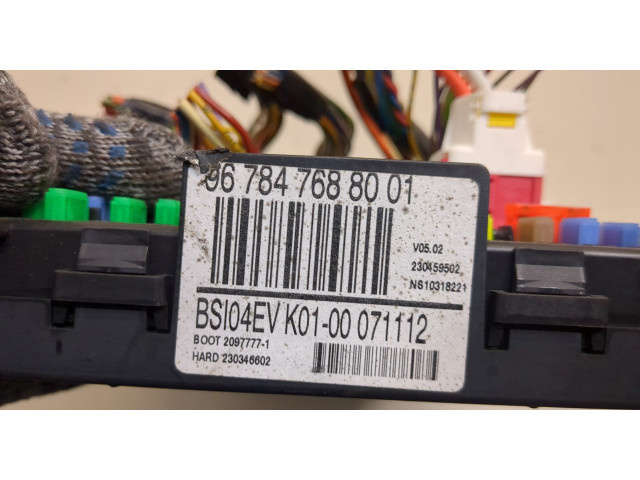 96 784 768 80 01
V05.02
230459502
NS10318221
BSI04EV K01-00 071112
BOOT 2097777-1
HARD 230346602